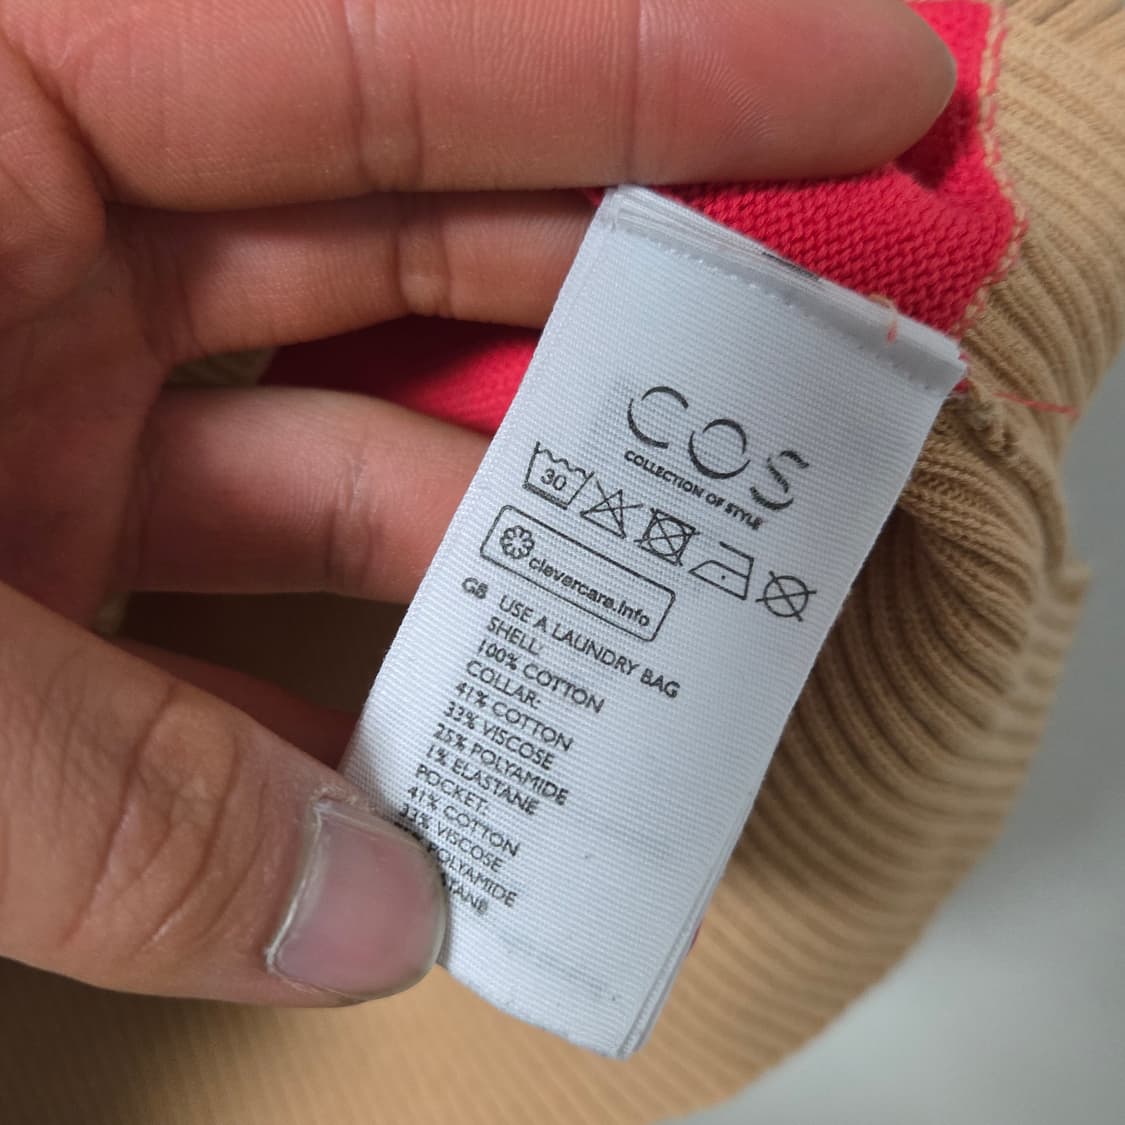 COS
COLLECTION OF STYLE
30
clevercare.info
GB USE A LAUNDRY BAG
SHELL:
100% COTTON
COLLAR:
41% COTTON
33% VISCOSE
25% POLYAMIDE
1% ELASTANE
POCKET:
41% COTTON
33% VISCOSE
POLYAMIDE